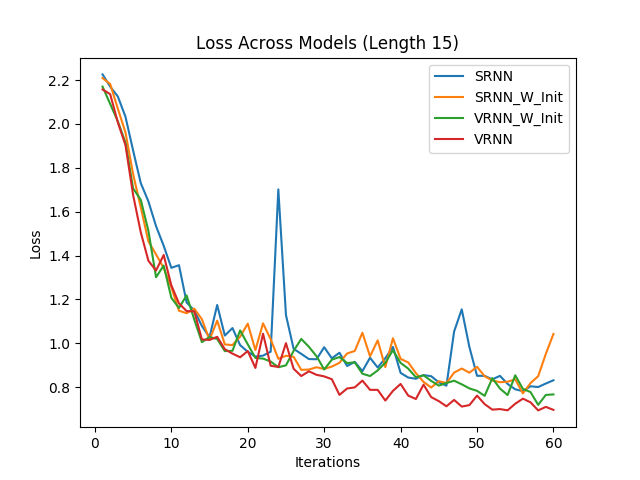 Loss Across Models (Length 15)
SRNN
SRNN_W_Init
VRNN_W_Init
VRNN
2.2
2.0
1.8
1.6
1.4
1.2
1.0
0.8
Loss
0 10 20 30 40 50 60
Iterations